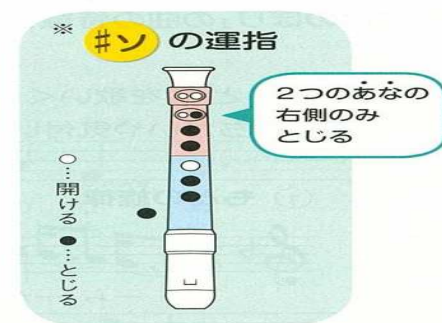 ※ ♯ソ の運指
２つのあなの
右側のみ
とじる
○…開ける ●…とじる